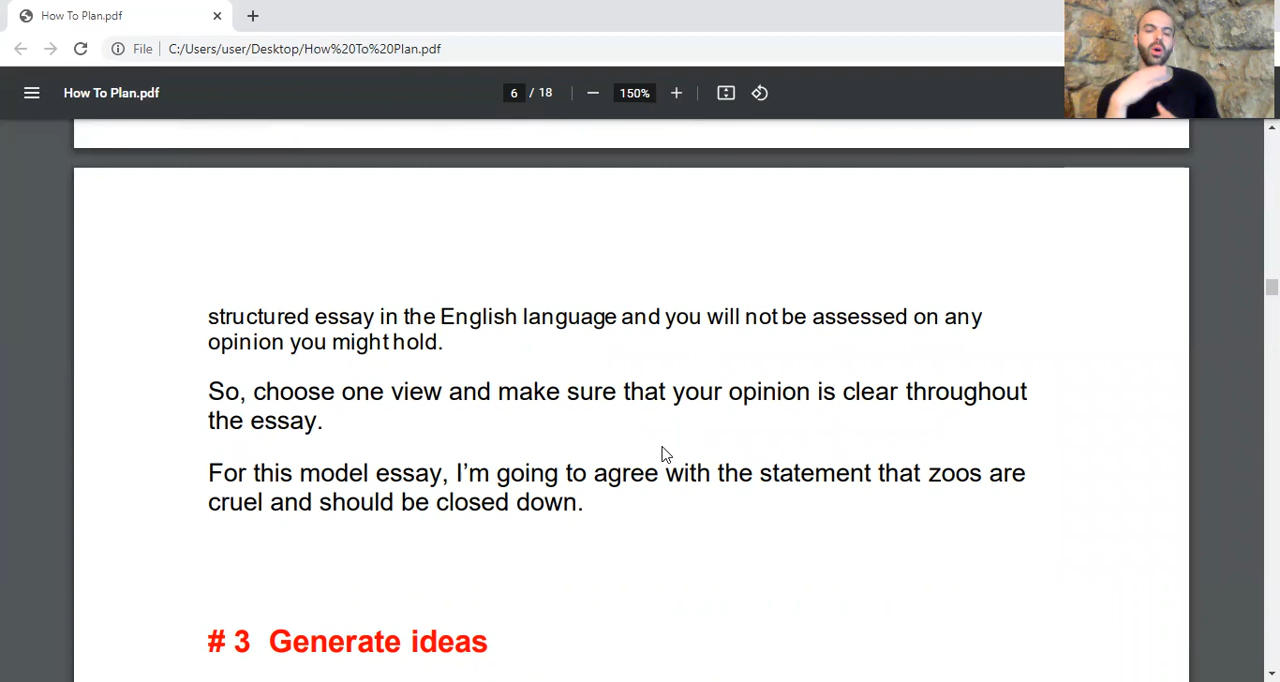 How To Plan.pdf
File C:/Users/user/Desktop/How%20To%20Plan.pdf
How To Plan.pdf 6 / 18 150%
structured essay in the English language and you will not be assessed on any
opinion you might hold.
So, choose one view and make sure that your opinion is clear throughout
the essay.
For this model essay, I’m going to agree with the statement that zoos are
cruel and should be closed down.
# 3 Generate ideas